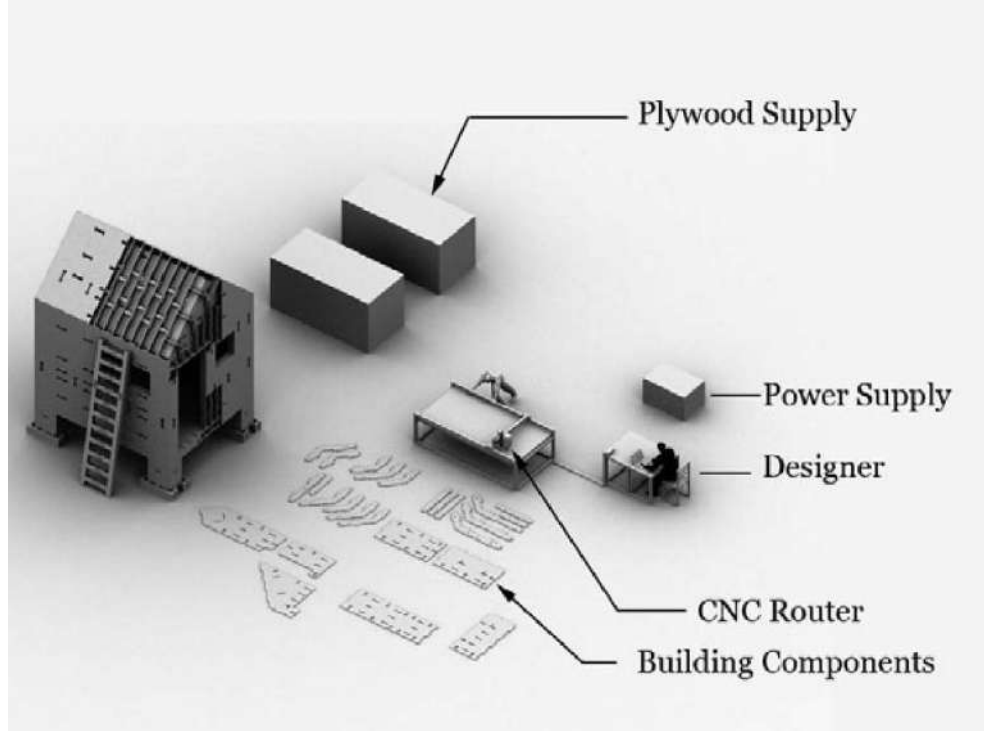 Plywood Supply
Power Supply
Designer
CNC Router
Building Components